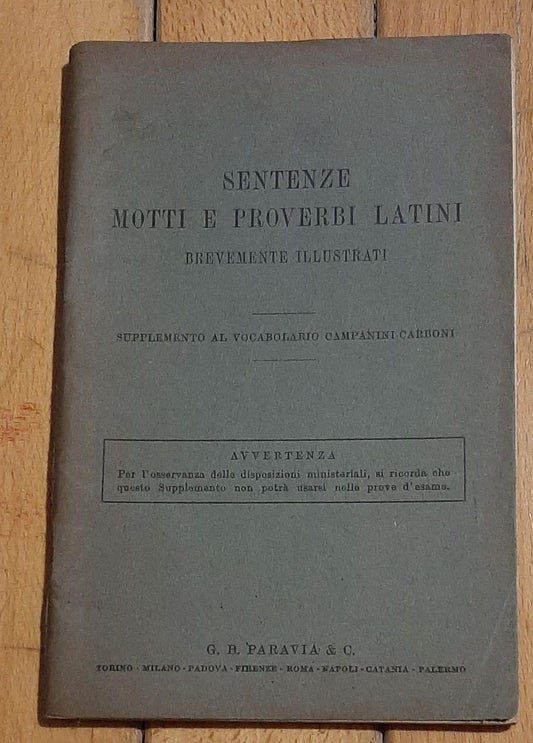 SENTENZE
MOTTI E PROVERBI LATINI
BREVEMENTE ILLUSTRATI
SUPPLEMENTO AL VOCABOLARIO CAMPANINI-CARBONI
AVVERTENZA
Per l'osservanza delle disposizioni ministeriali, si ricorda che
questo Supplemento non potrà usarsi nelle prove d'esame.
G. B. PARAVIA & C.
TORINO - MILANO - PADOVA - FIRENZE - ROMA - NAPOLI - CATANIA - PALERMO